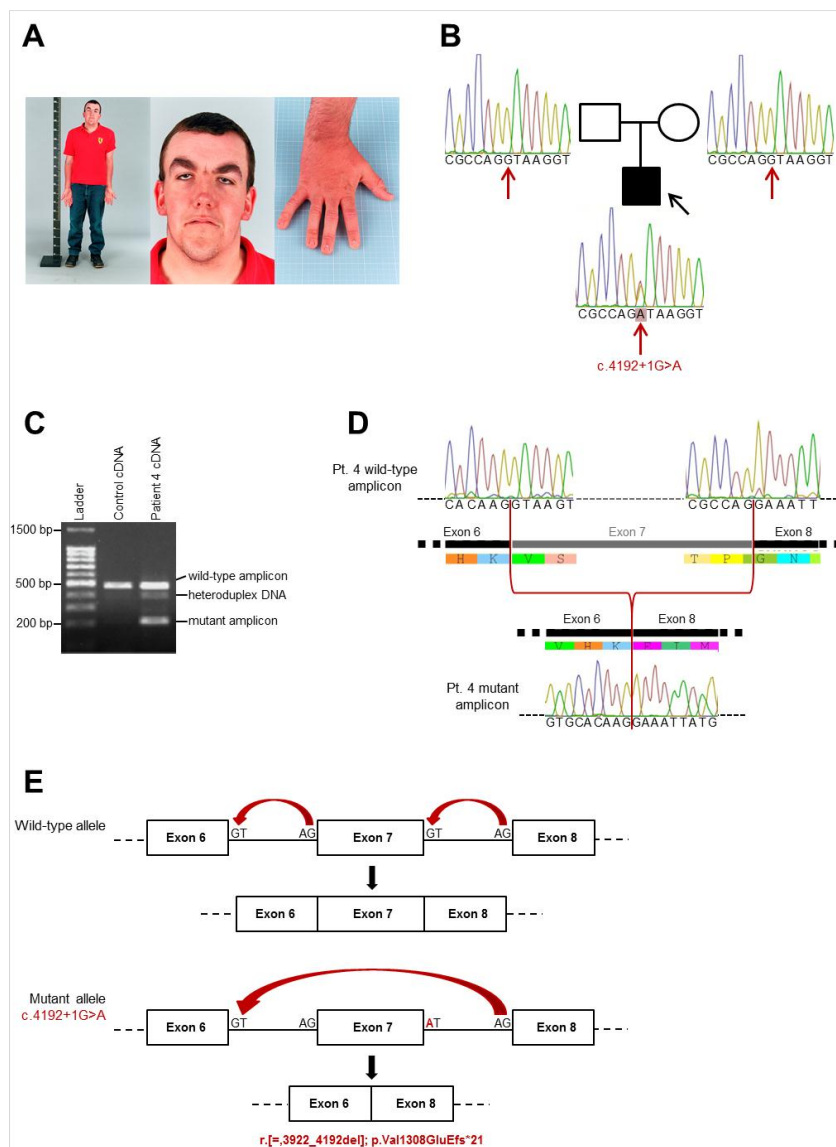 A
B
CGCCAGGTAAGGT
CGCCAGGTAAGGT
CGCCAGATAAGGT
c.4192+1G>A
C
Ladder
Control cDNA
Patient 4 cDNA
1500 bp
500 bp
200 bp
wild-type amplicon
heteroduplex DNA
mutant amplicon
D
Pt. 4 wild-type
amplicon
CACAAGGTAAGT
CGCCAGGAAATT
Exon 6
Exon 7
Exon 8
H K V S
T P G N
Exon 6
Exon 8
V H K E I M
Pt. 4 mutant
amplicon
GTGCACAAGGAAATTATG
E
Wild-type allele
Exon 6
GT
AG
Exon 7
GT
AG
Exon 8
Exon 6
Exon 7
Exon 8
Mutant allele
c.4192+1G>A
Exon 6
GT
AG
Exon 7
AT
AG
Exon 8
Exon 6
Exon 8
r.[=,3922_4192del]; p.Val1308GluEfs*21